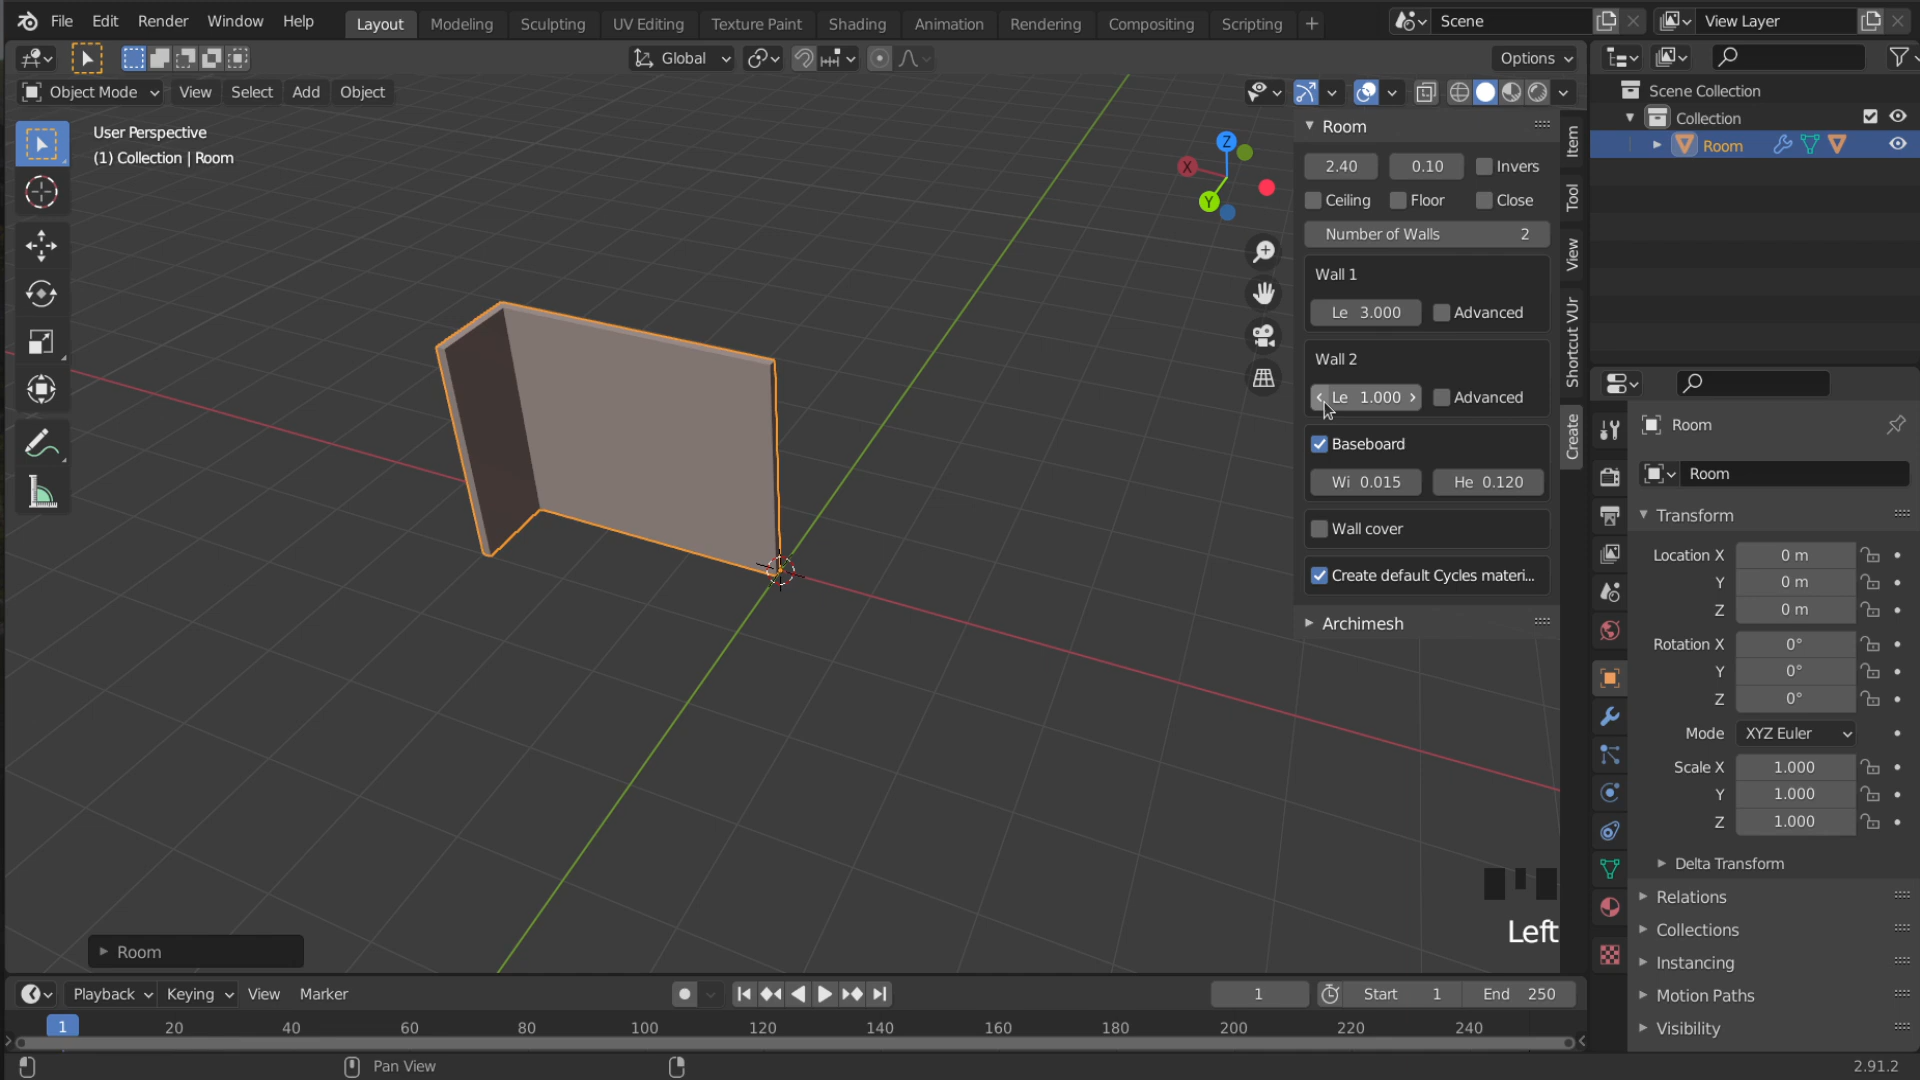 File Edit Render Window Help Layout Modeling Sculpting UV Editing Texture Paint Shading Animation Rendering Compositing Scripting + Scene View Layer
Global Options
Object Mode View Select Add Object
User Perspective
(1) Collection | Room
Z
X
Y
Room
2.40 0.10 Invers
Ceiling Floor Close
Number of Walls 2
Wall 1
Le 3.000 Advanced
Wall 2
Le 1.000 Advanced
Baseboard
Wi 0.015 He 0.120
Wall cover
Create default Cycles materi...
Archimesh
Item
Tool
View
Shortcut VUr
Create
Scene Collection
Collection
Room
Room
Room
Transform
Location X 0 m
Y 0 m
Z 0 m
Rotation X 0°
Y 0°
Z 0°
Mode XYZ Euler
Scale X 1.000
Y 1.000
Z 1.000
Delta Transform
Relations
Collections
Instancing
Motion Paths
Visibility
Left
Room
Playback Keying View Marker 1 Start 1 End 250
1 20 40 60 80 100 120 140 160 180 200 220 240
Pan View 2.91.2